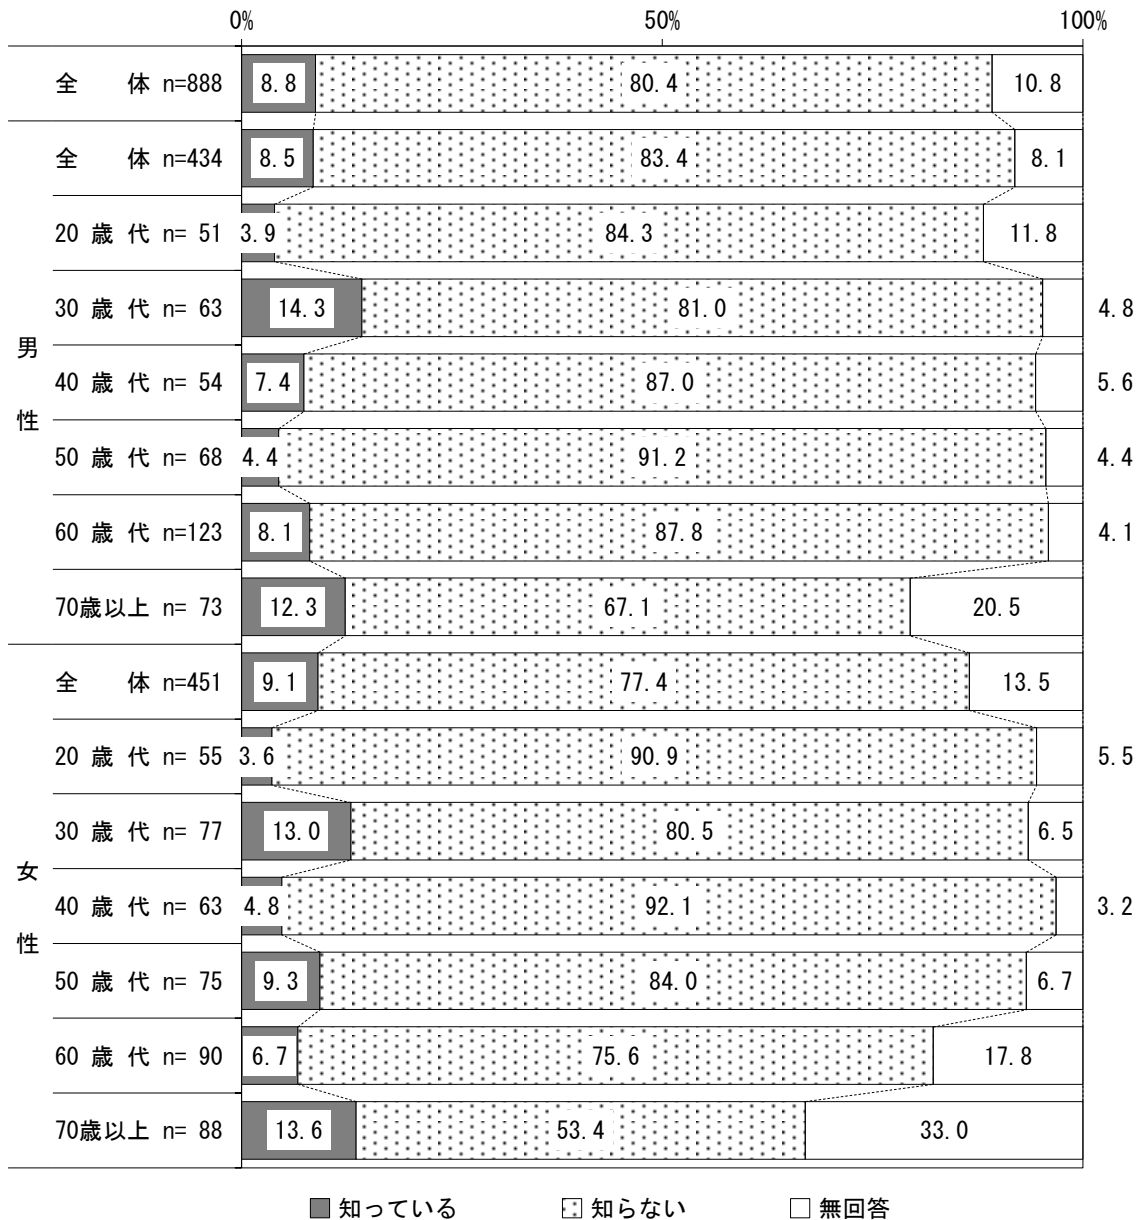 0% 50% 100%
全 体 n=888 8.8 80.4 10.8
全 体 n=434 8.5 83.4 8.1
20 歳 代 n= 51 3.9 84.3 11.8
30 歳 代 n= 63 14.3 81.0 4.8
男
40 歳 代 n= 54 7.4 87.0 5.6
性
50 歳 代 n= 68 4.4 91.2 4.4
60 歳 代 n=123 8.1 87.8 4.1
70歳以上 n= 73 12.3 67.1 20.5
全 体 n=451 9.1 77.4 13.5
20 歳 代 n= 55 3.6 90.9 5.5
30 歳 代 n= 77 13.0 80.5 6.5
女
40 歳 代 n= 63 4.8 92.1 3.2
性
50 歳 代 n= 75 9.3 84.0 6.7
60 歳 代 n= 90 6.7 75.6 17.8
70歳以上 n= 88 13.6 53.4 33.0
知っている 知らない 無回答